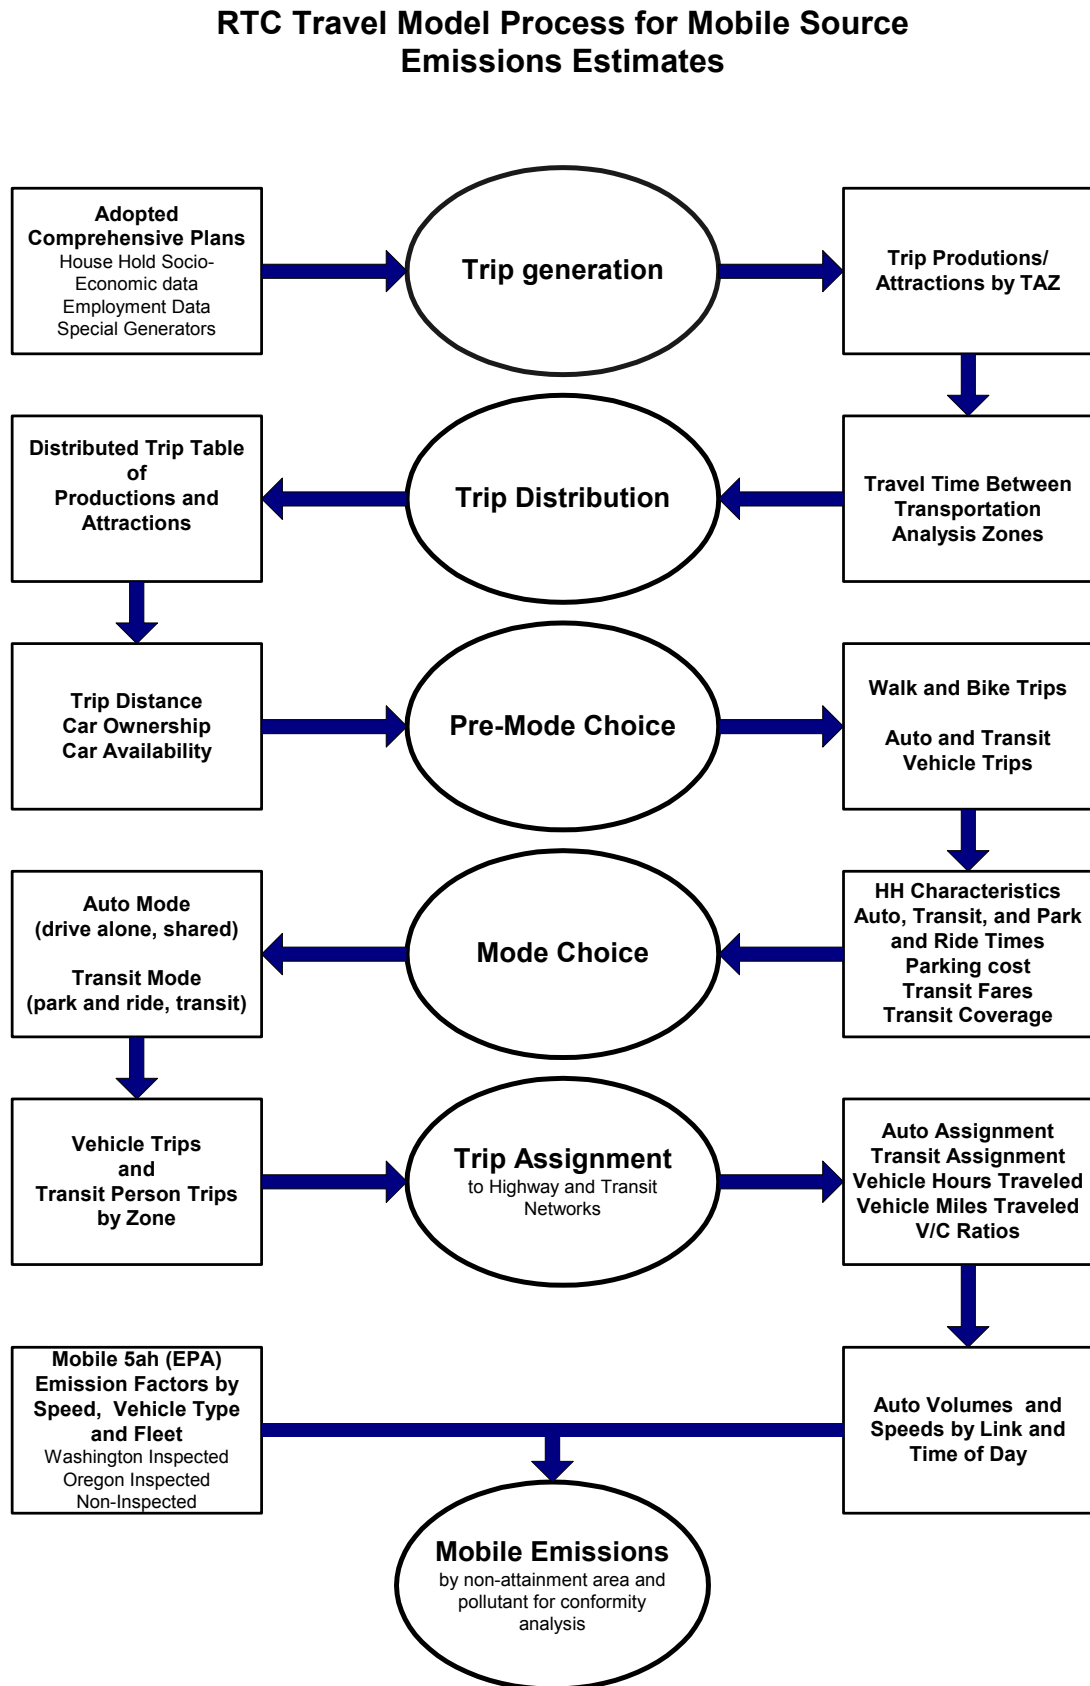 RTC Travel Model Process for Mobile Source
Emissions Estimates
Adopted
Comprehensive Plans
House Hold Socio-
Economic data
Employment Data
Special Generators
Trip generation
Trip Produtions/
Attractions by TAZ
Distributed Trip Table
of
Productions and
Attractions
Trip Distribution
Travel Time Between
Transportation
Analysis Zones
Trip Distance
Car Ownership
Car Availability
Pre-Mode Choice
Walk and Bike Trips
Auto and Transit
Vehicle Trips
Auto Mode
(drive alone, shared)
Transit Mode
(park and ride, transit)
Mode Choice
HH Characteristics
Auto, Transit, and Park
and Ride Times
Parking cost
Transit Fares
Transit Coverage
Vehicle Trips
and
Transit Person Trips
by Zone
Trip Assignment
to Highway and Transit
Networks
Auto Assignment
Transit Assignment
Vehicle Hours Traveled
Vehicle Miles Traveled
V/C Ratios
Mobile 5ah (EPA)
Emission Factors by
Speed, Vehicle Type
and Fleet
Washington Inspected
Oregon Inspected
Non-Inspected
Auto Volumes and
Speeds by Link and
Time of Day
Mobile Emissions
by non-attainment area and
pollutant for conformity
analysis